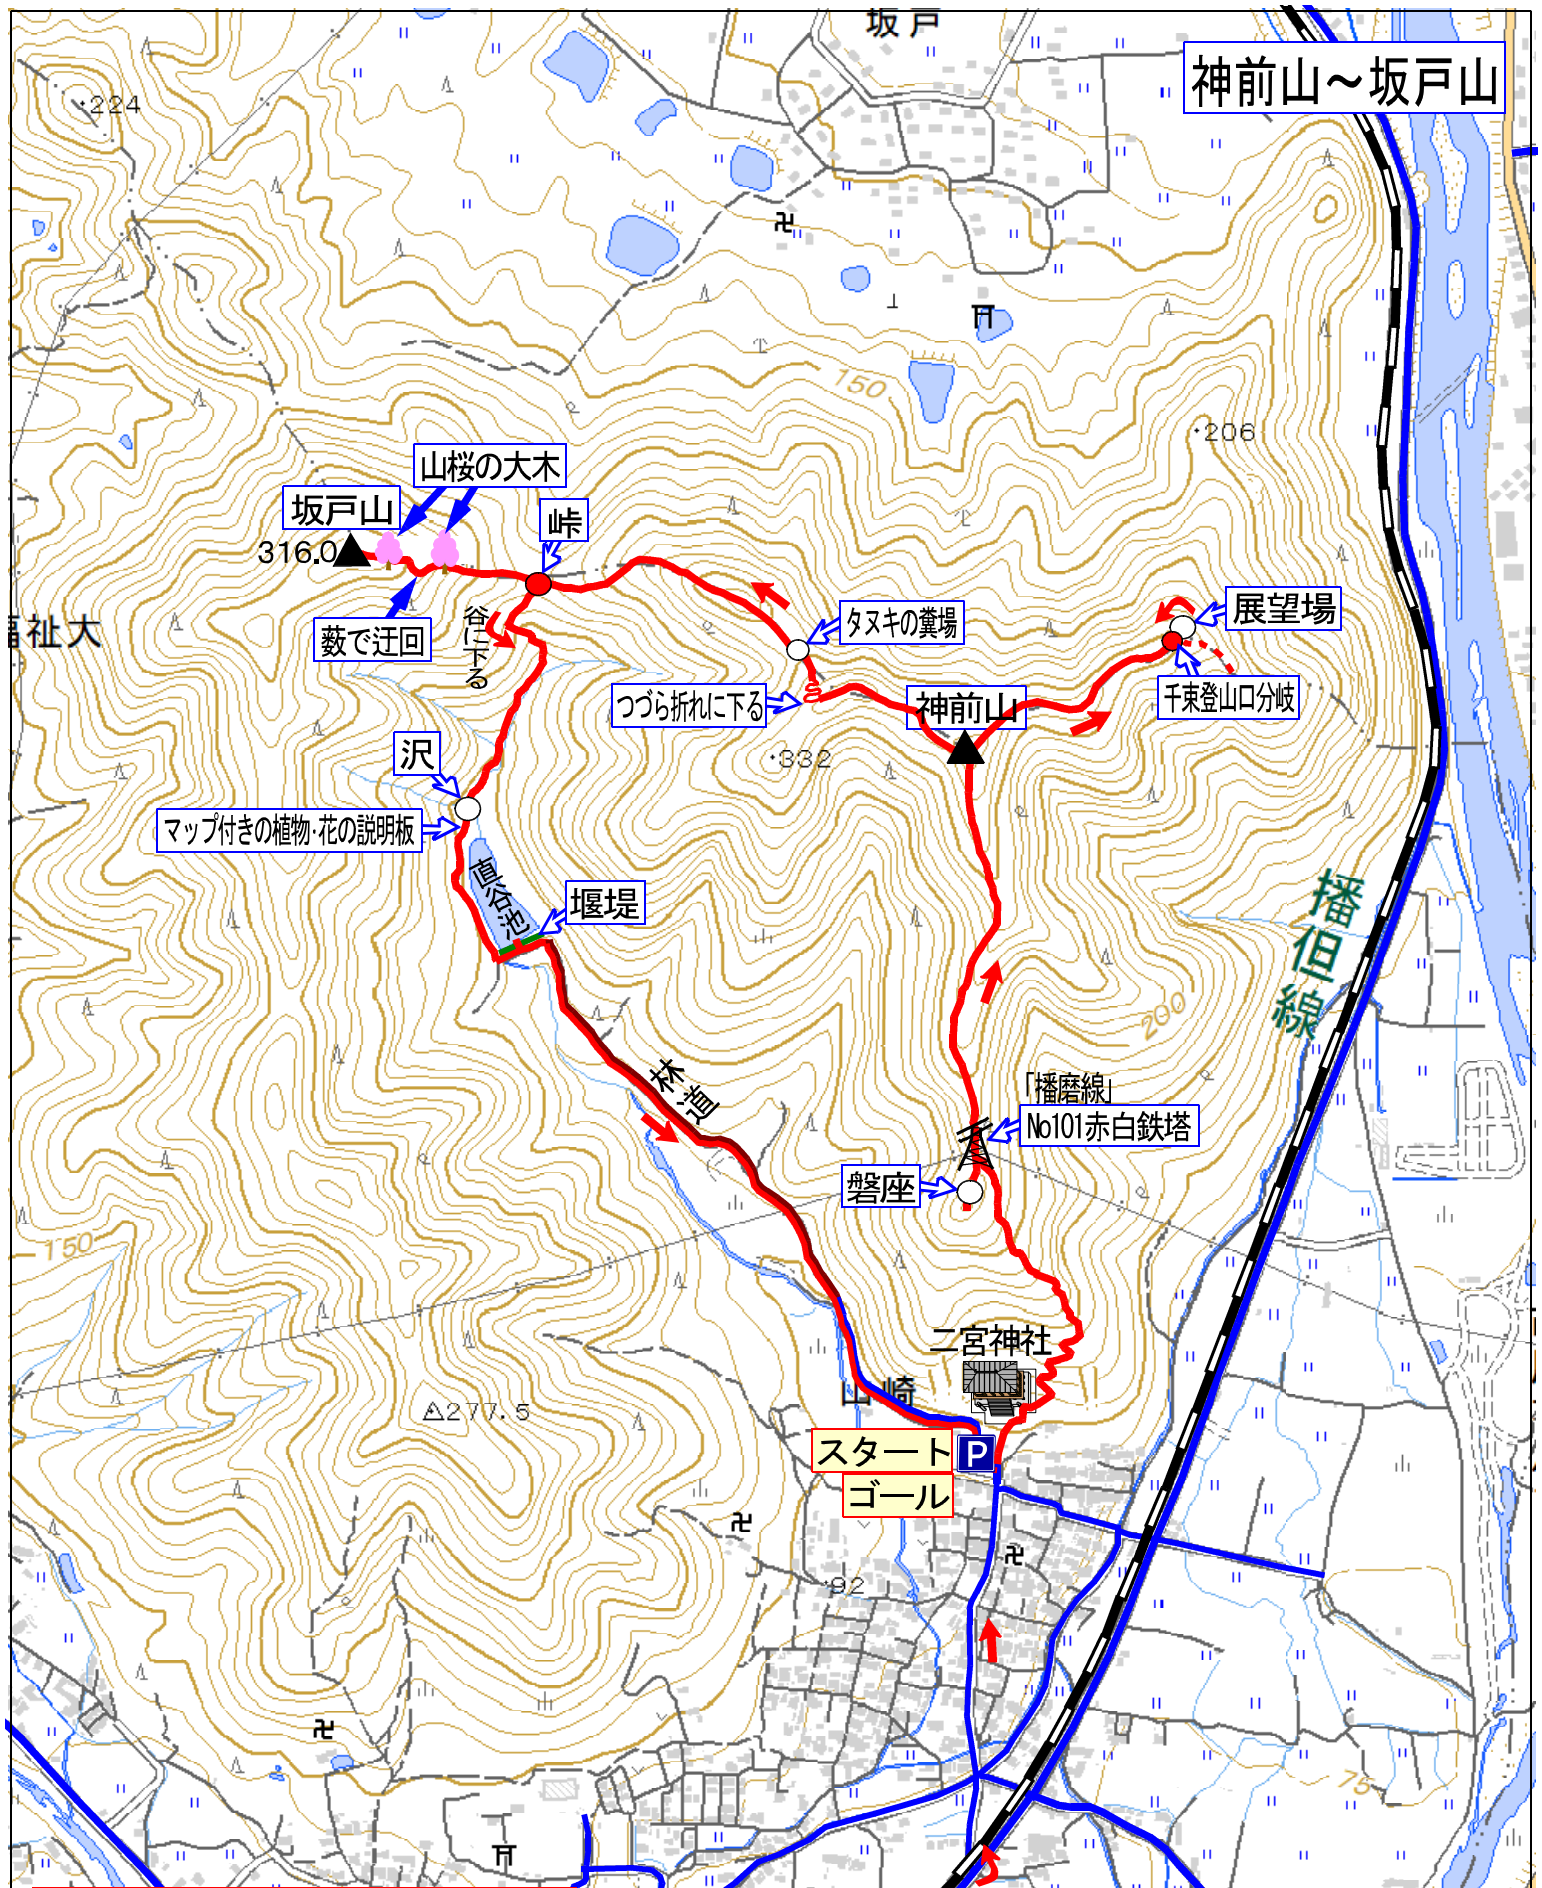 坂戸
神前山～坂戸山
224
150
206
山桜の大木
坂戸山
316.0
峠
薮で迂回
谷に下る
福祉大
タヌキの糞場
展望場
千束登山口分岐
つづら折れに下る
神前山
332
沢
マップ付きの植物・花の説明板
直谷池
堰堤
播但線
200
林道
「播磨線」
No101赤白鉄塔
磐座
150
二宮神社
山崎
277.5
スタート
P
ゴール
92
75